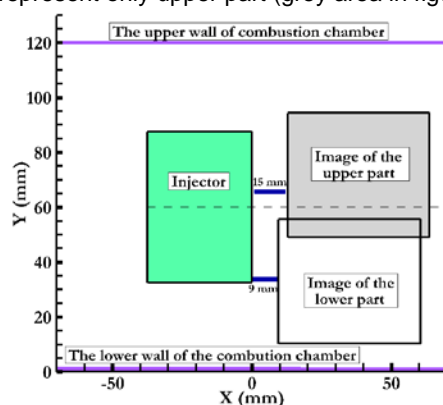 represent only upper part (grey area in fig
The upper wall of combustion chamber
120
100
80
60
40
20
0
Y (mm)
Injector
15 mm
Image of the
upper part
9 mm
Image of the
lower part
The lower wall of the combution chamber
-50
0
50
X (mm)